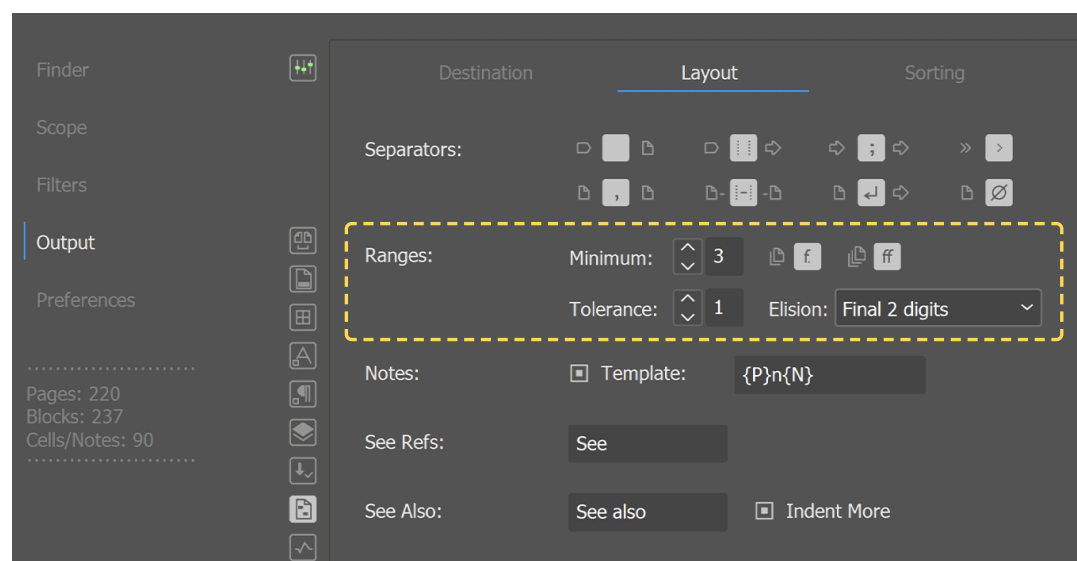 Finder
Scope
Filters
Output
Preferences
Pages: 220
Blocks: 237
Cells/Notes: 90
Destination Layout Sorting
Separators: ; >
, - - - Ø
Ranges: Minimum: 3 f. ff
Tolerance: 1 Elision: Final 2 digits
Notes: Template: {P}n{N}
See Refs: See
See Also: See also Indent More